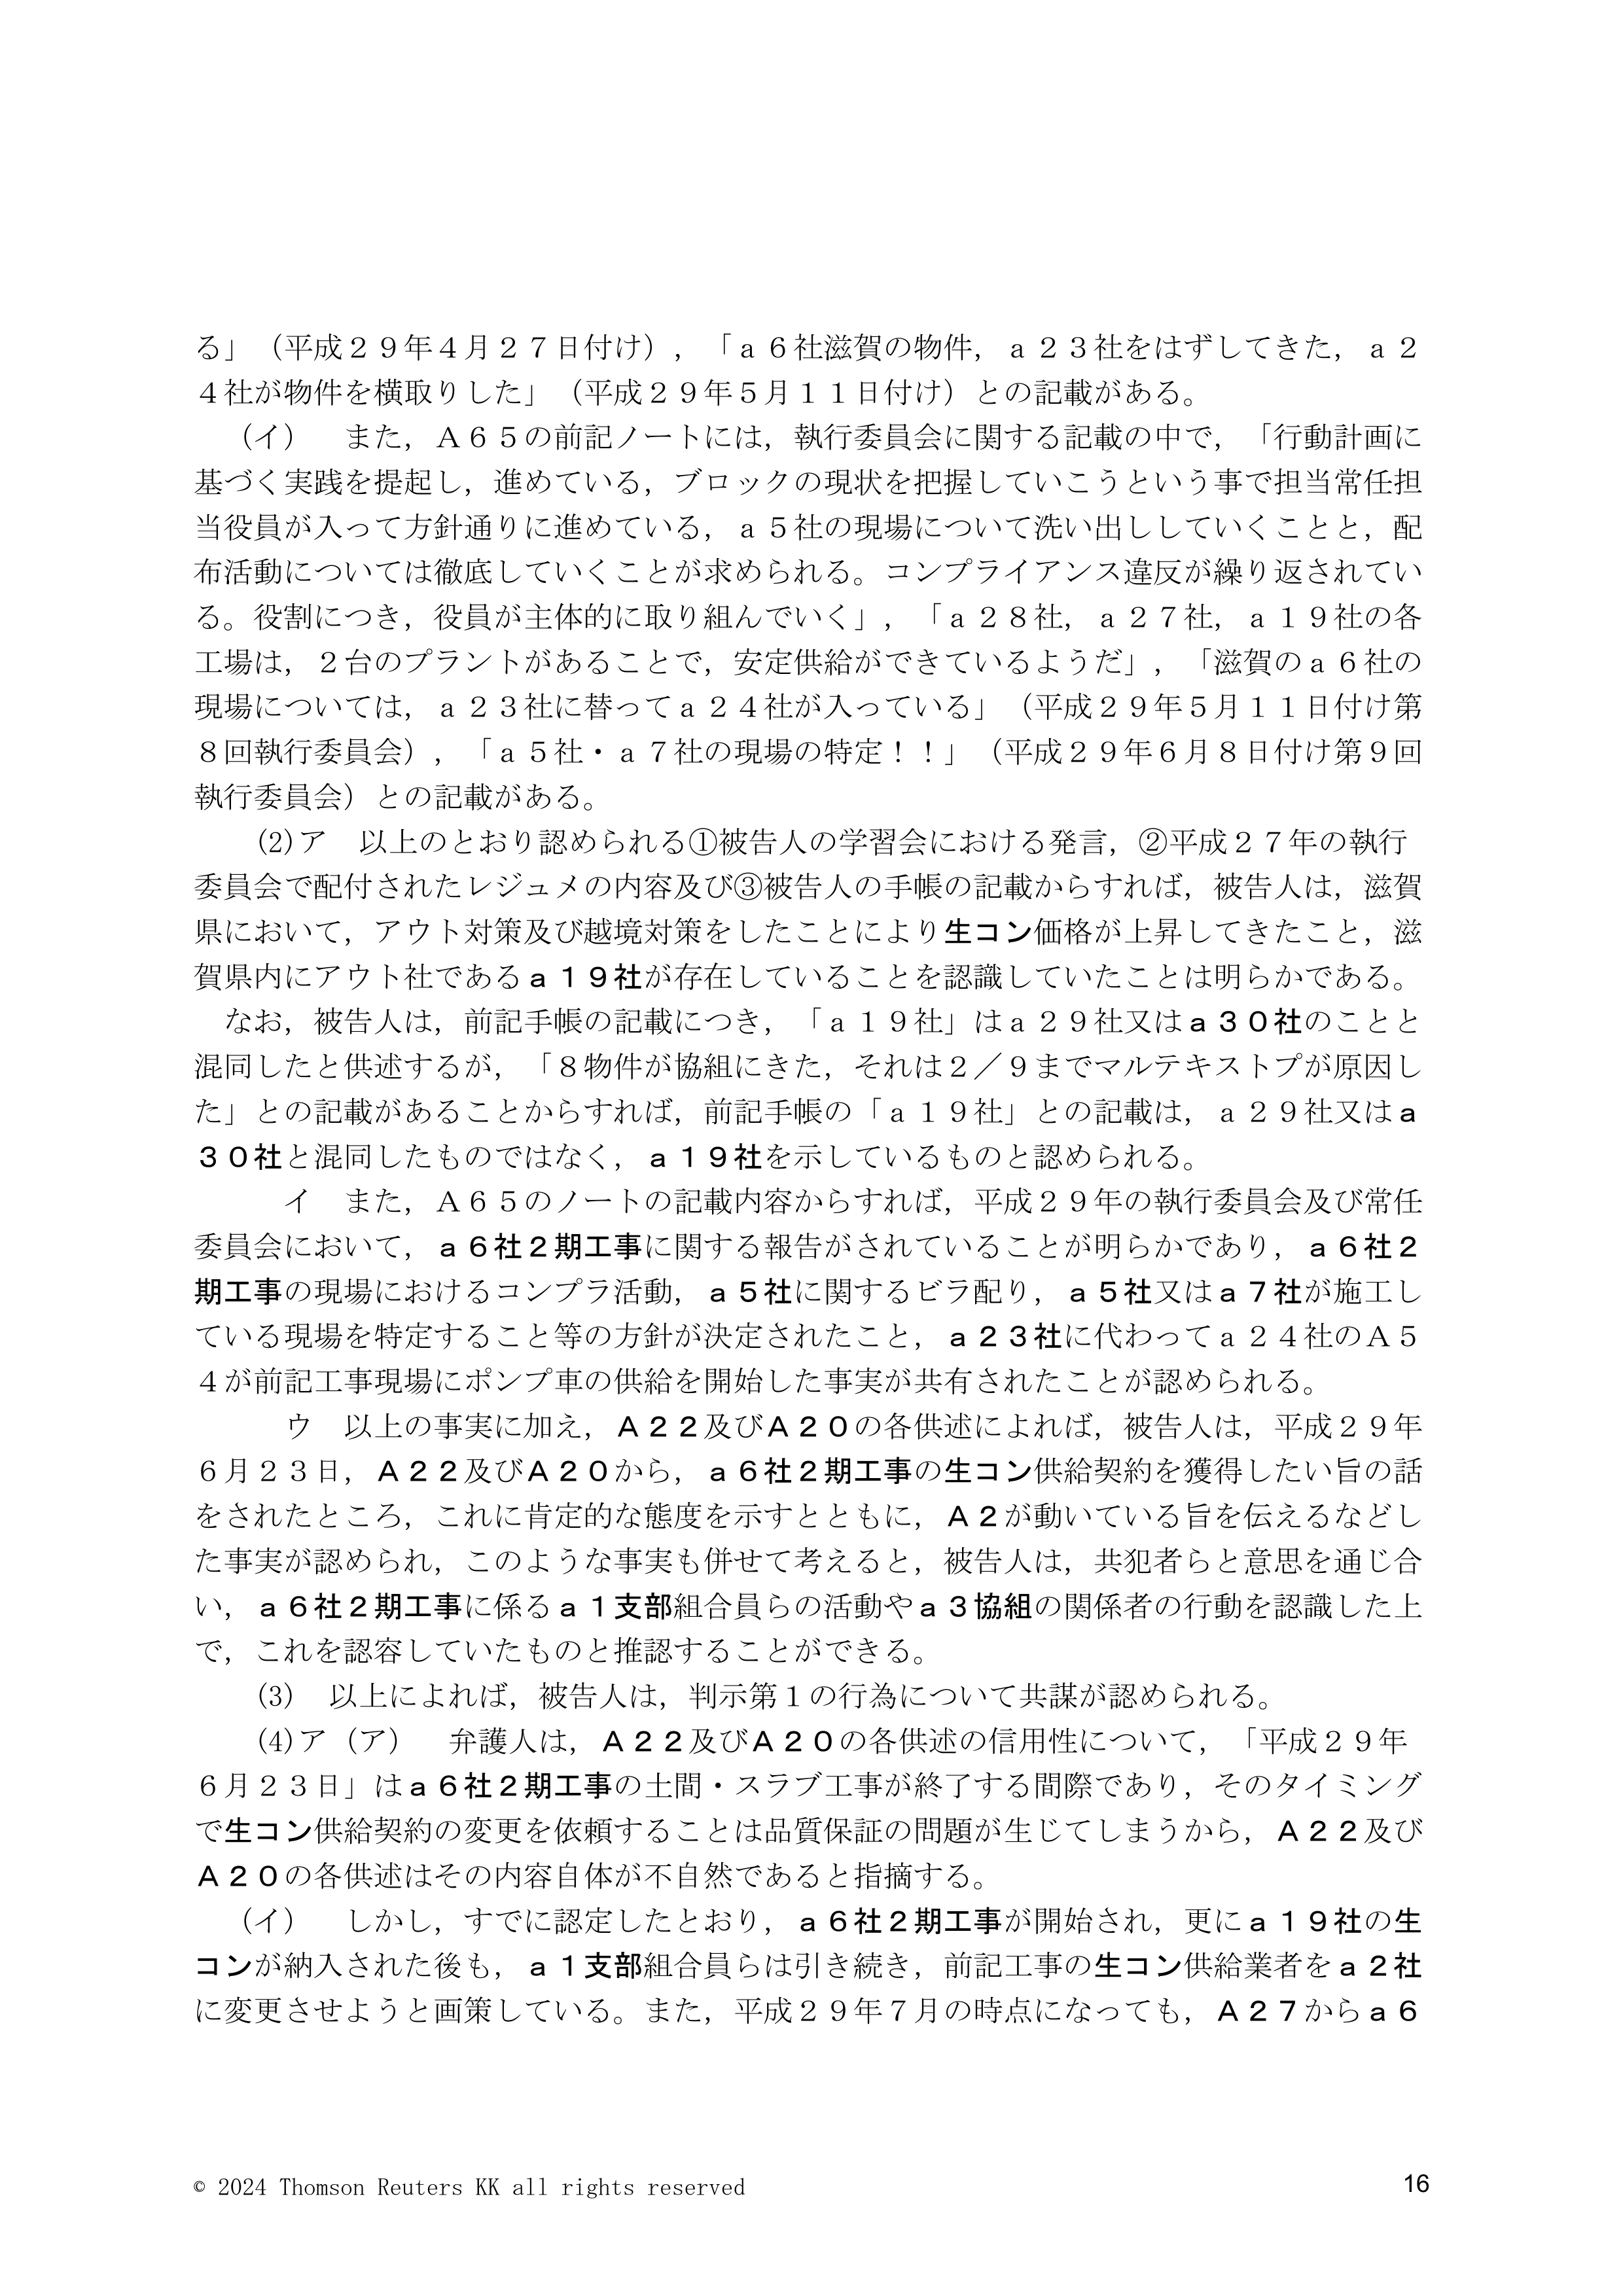 る」（平成２９年４月２７日付け），「ａ６社滋賀の物件，ａ２３社をはずしてきた，ａ２
４社が物件を横取りした」（平成２９年５月１１日付け）との記載がある。
（イ）　また，Ａ６５の前記ノートには，執行委員会に関する記載の中で，「行動計画に
基づく実践を提起し，進めている，ブロックの現状を把握していこうという事で担当常任担
当役員が入って方針通りに進めている，ａ５社の現場について洗い出ししていくことと，配
布活動については徹底していくことが求められる。コンプライアンス違反が繰り返されてい
る。役割につき，役員が主体的に取り組んでいく」，「ａ２８社，ａ２７社，ａ１９社の各
工場は，２台のプラントがあることで，安定供給ができているようだ」，「滋賀のａ６社の
現場については，ａ２３社に替ってａ２４社が入っている」（平成２９年５月１１日付け第
８回執行委員会），「ａ５社・ａ７社の現場の特定！！」（平成２９年６月８日付け第９回
執行委員会）との記載がある。
(2)ア　以上のとおり認められる①被告人の学習会における発言，②平成２７年の執行
委員会で配付されたレジュメの内容及び③被告人の手帳の記載からすれば，被告人は，滋賀
県において，アウト対策及び越境対策をしたことにより生コン価格が上昇してきたこと，滋
賀県内にアウト社であるａ１９社が存在していることを認識していたことは明らかである。
なお，被告人は，前記手帳の記載につき，「ａ１９社」はａ２９社又はａ３０社のことと
混同したと供述するが，「８物件が協組にきた，それは２／９までマルテキストプが原因し
た」との記載があることからすれば，前記手帳の「ａ１９社」との記載は，ａ２９社又はａ
３０社と混同したものではなく，ａ１９社を示しているものと認められる。
イ　また，Ａ６５のノートの記載内容からすれば，平成２９年の執行委員会及び常任
委員会において，ａ６社２期工事に関する報告がされていることが明らかであり，ａ６社２
期工事の現場におけるコンプラ活動，ａ５社に関するビラ配り，ａ５社又はａ７社が施工し
ている現場を特定すること等の方針が決定されたこと，ａ２３社に代わってａ２４社のＡ５
４が前記工事現場にポンプ車の供給を開始した事実が共有されたことが認められる。
ウ　以上の事実に加え，Ａ２２及びＡ２０の各供述によれば，被告人は，平成２９年
６月２３日，Ａ２２及びＡ２０から，ａ６社２期工事の生コン供給契約を獲得したい旨の話
をされたところ，これに肯定的な態度を示すとともに，Ａ２が動いている旨を伝えるなどし
た事実が認められ，このような事実も併せて考えると，被告人は，共犯者らと意思を通じ合
い，ａ６社２期工事に係るａ１支部組合員らの活動やａ３協組の関係者の行動を認識した上
で，これを認容していたものと推認することができる。
(3)　以上によれば，被告人は，判示第１の行為について共謀が認められる。
(4)ア（ア）　弁護人は，Ａ２２及びＡ２０の各供述の信用性について，「平成２９年
６月２３日」はａ６社２期工事の土間・スラブ工事が終了する間際であり，そのタイミング
で生コン供給契約の変更を依頼することは品質保証の問題が生じてしまうから，Ａ２２及び
Ａ２０の各供述はその内容自体が不自然であると指摘する。
（イ）　しかし，すでに認定したとおり，ａ６社２期工事が開始され，更にａ１９社の生
コンが納入された後も，ａ１支部組合員らは引き続き，前記工事の生コン供給業者をａ２社
に変更させようと画策している。また，平成２９年７月の時点になっても，Ａ２７からａ６
© 2024 Thomson Reuters KK all rights reserved
16